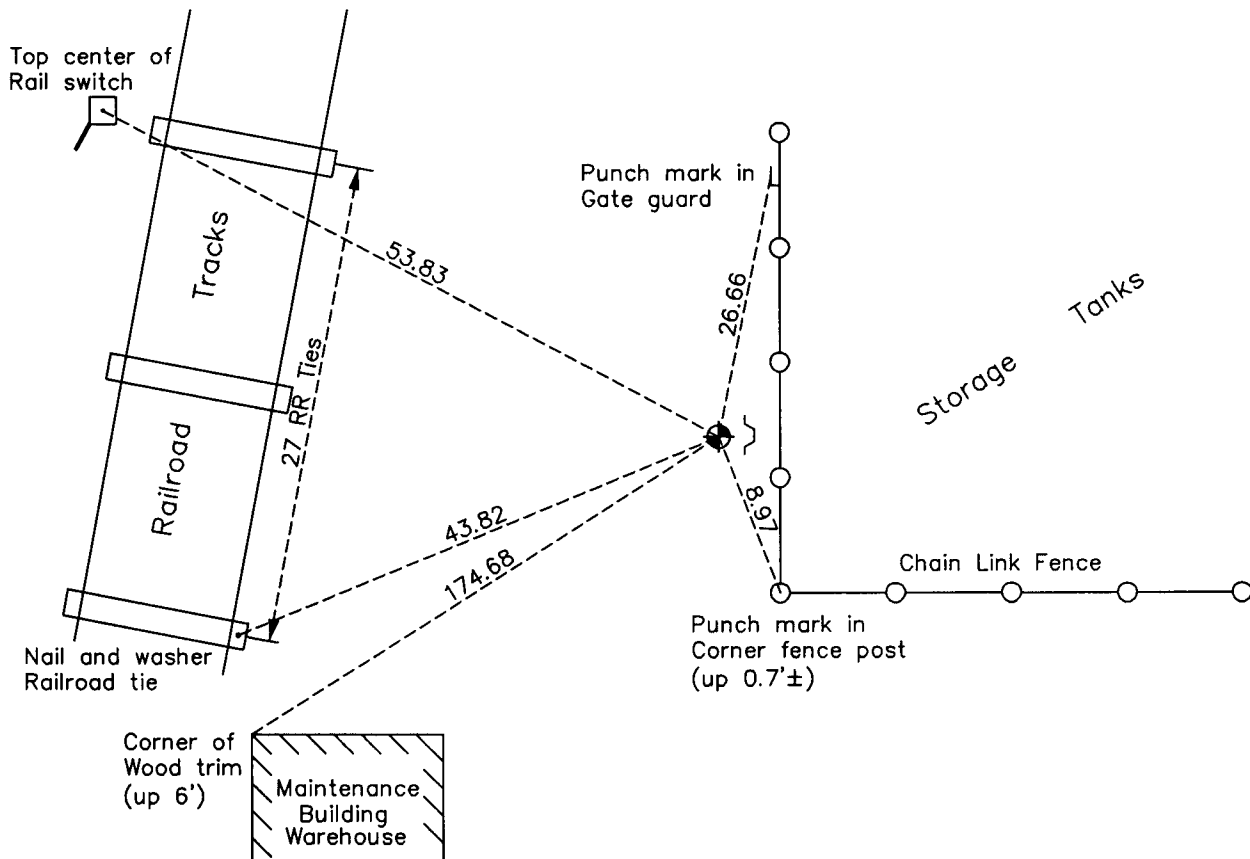 Top center of
Rail switch
Punch mark in
Gate guard
Tracks
53.83
26.66
Storage Tanks
27 RR Ties
Railroad
43.82
174.68
8.97
Chain Link Fence
Nail and washer
Railroad tie
Punch mark in
Corner fence post
(up 0.7'±)
Corner of
Wood trim
(up 6')
Maintenance
Building
Warehouse